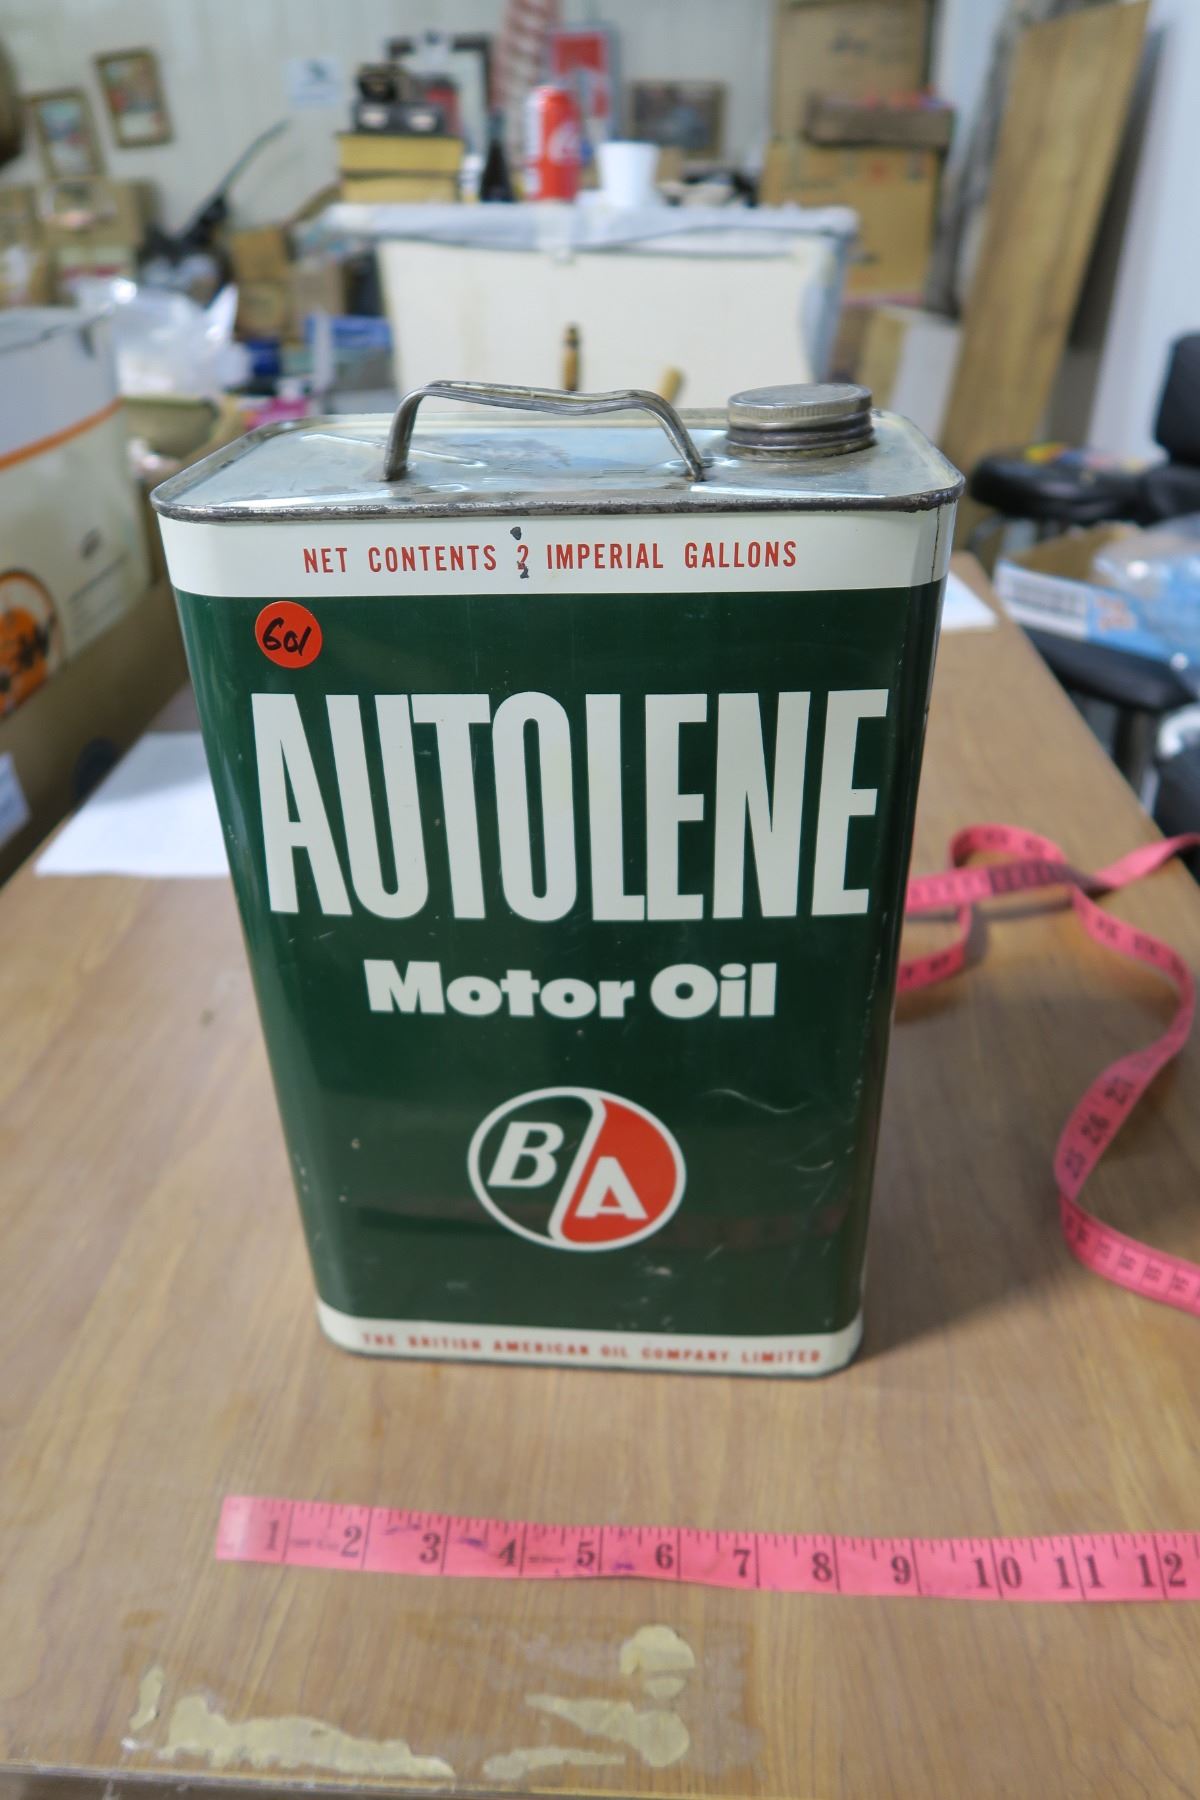 NET CONTENTS 2 IMPERIAL GALLONS
601
AUTOLENE
Motor Oil
B A
THE BRITISH AMERICAN OIL COMPANY LIMITED
1 2 3 4 5 6 7 8 9 10 11 12